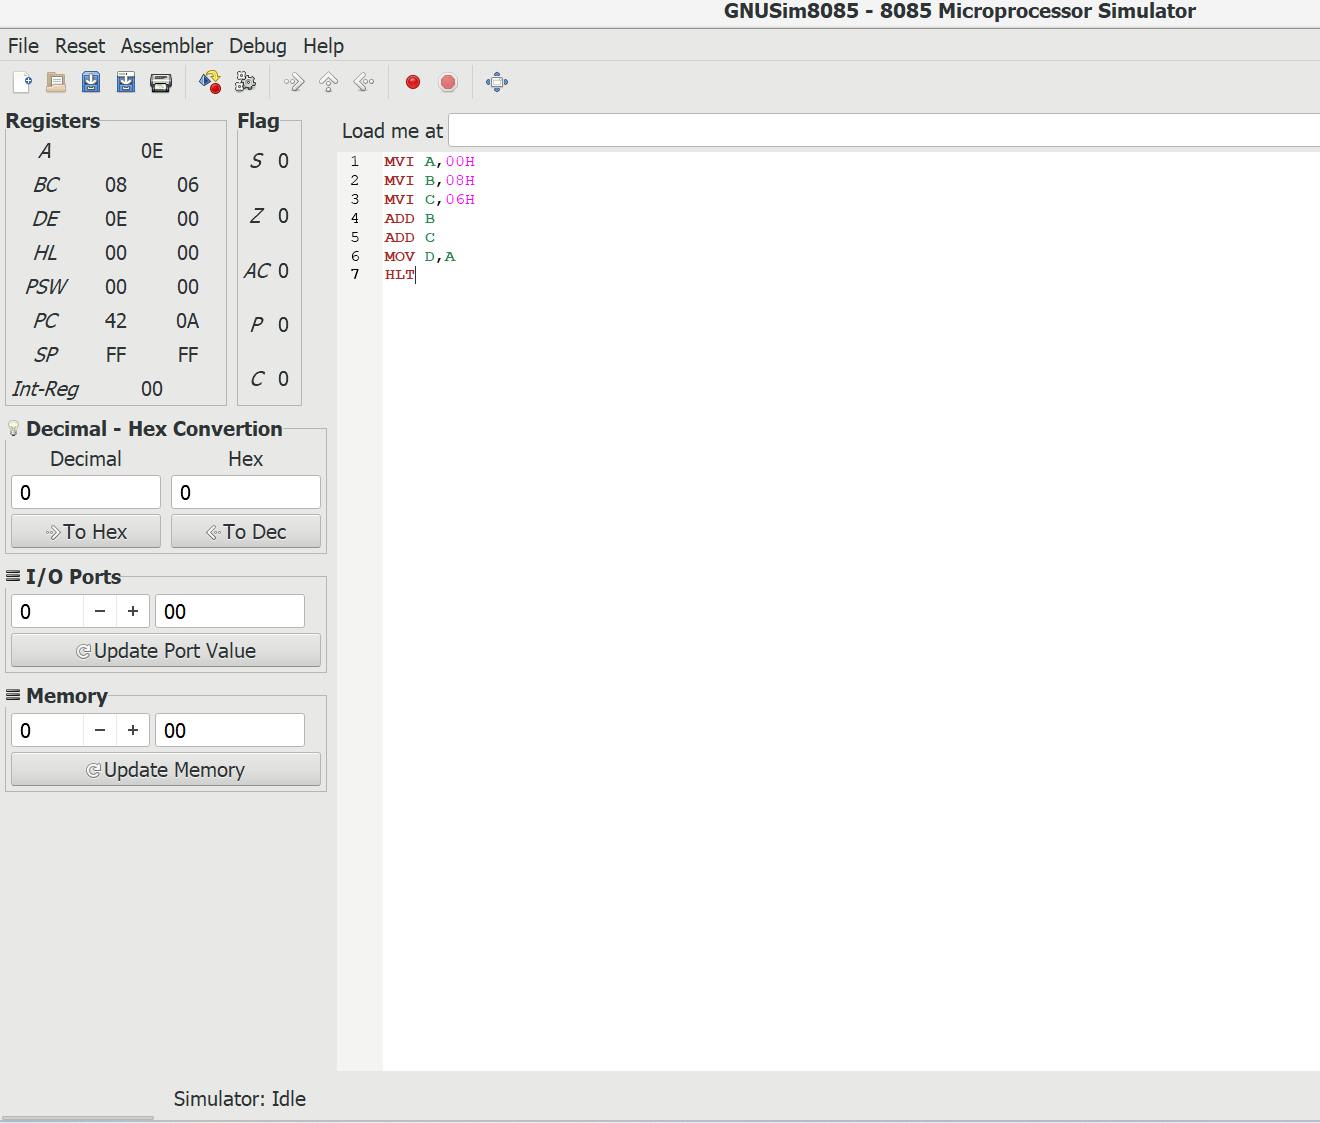 GNUSim8085 - 8085 Microprocessor Simulator
File Reset Assembler Debug Help
Registers
A 0E
BC 08 06
DE 0E 00
HL 00 00
PSW 00 00
PC 42 0A
SP FF FF
Int-Reg 00
Flag
S 0
Z 0
AC 0
P 0
C 0
Decimal - Hex Convertion
Decimal Hex
0 0
To Hex To Dec
I/O Ports
0 - + 00
Update Port Value
Memory
0 - + 00
Update Memory
Load me at
1 MVI A,00H
2 MVI B,08H
3 MVI C,06H
4 ADD B
5 ADD C
6 MOV D,A
7 HLT
Simulator: Idle